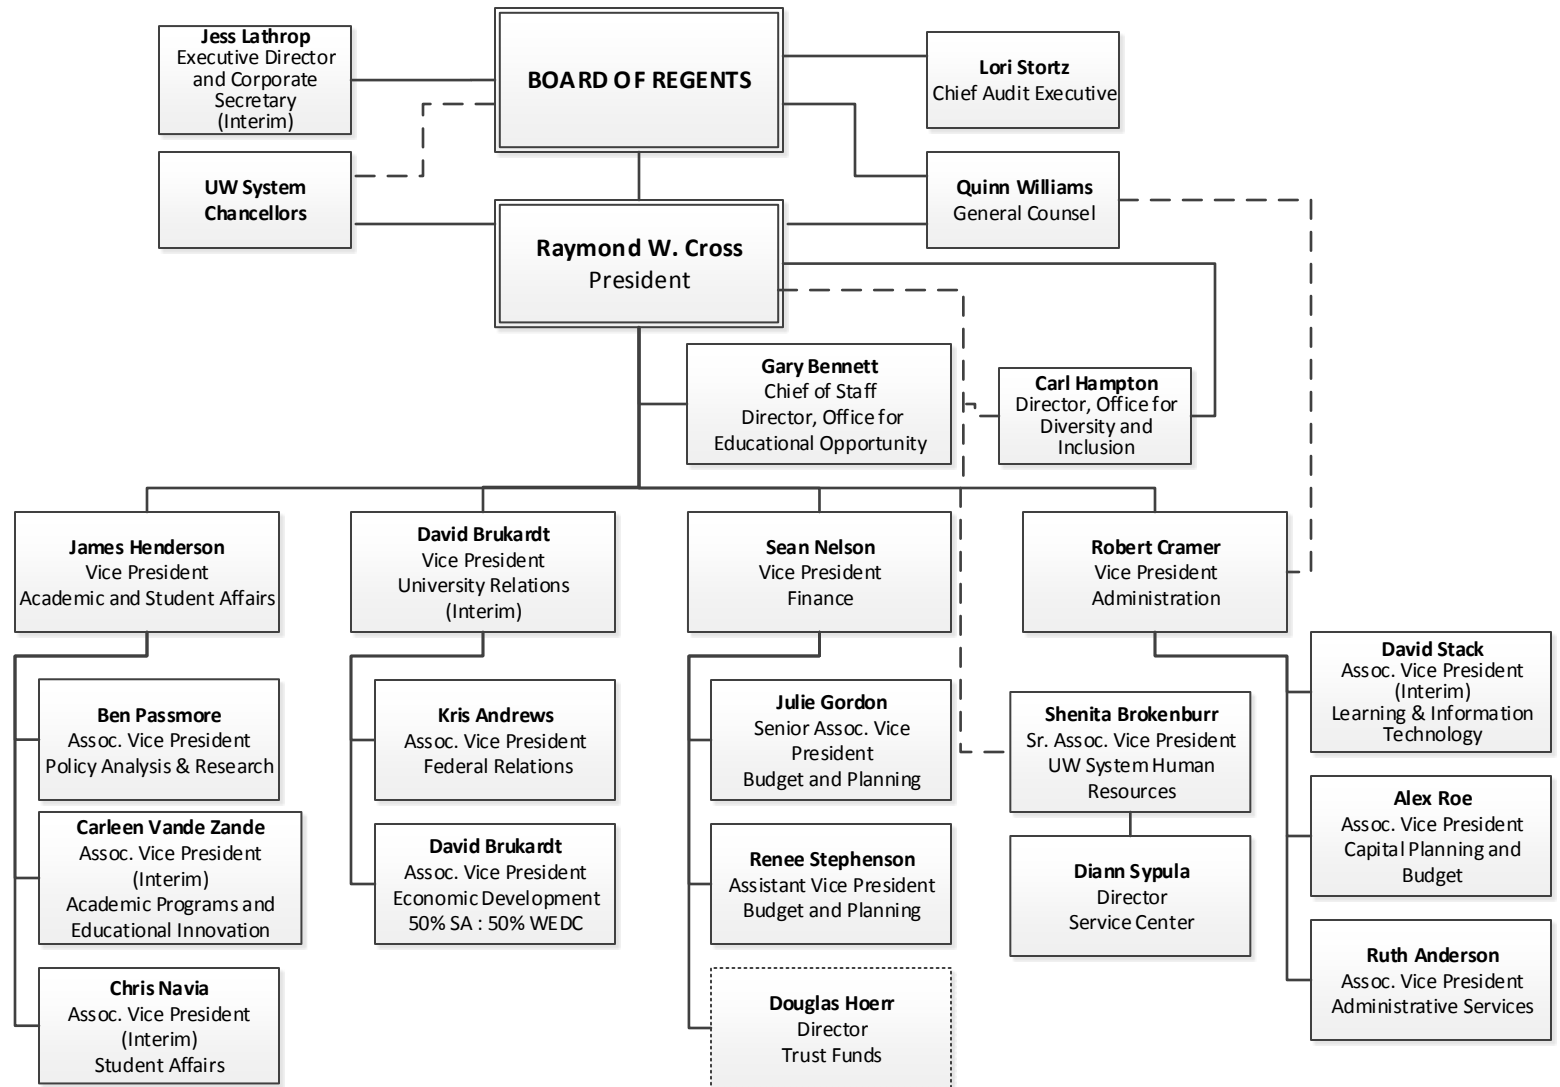 Jess Lathrop
Executive Director
and Corporate
Secretary
(Interim)
BOARD OF REGENTS
Lori Stortz
Chief Audit Executive
UW System
Chancellors
Quinn Williams
General Counsel
Raymond W. Cross
President
Gary Bennett
Chief of Staff
Director, Office for
Educational Opportunity
Carl Hampton
Director, Office for
Diversity and
Inclusion
James Henderson
Vice President
Academic and Student Affairs
David Brukardt
Vice President
University Relations
(Interim)
Sean Nelson
Vice President
Finance
Robert Cramer
Vice President
Administration
Ben Passmore
Assoc. Vice President
Policy Analysis & Research
Carleen Vande Zande
Assoc. Vice President
(Interim)
Academic Programs and
Educational Innovation
Chris Navia
Assoc. Vice President
(Interim)
Student Affairs
Kris Andrews
Assoc. Vice President
Federal Relations
David Brukardt
Assoc. Vice President
Economic Development
50% SA : 50% WEDC
Julie Gordon
Senior Assoc. Vice
President
Budget and Planning
Renee Stephenson
Assistant Vice President
Budget and Planning
Douglas Hoerr
Director
Trust Funds
Shenita Brokenburr
Sr. Assoc. Vice President
UW System Human
Resources
Diann Sypula
Director
Service Center
David Stack
Assoc. Vice President
(Interim)
Learning & Information
Technology
Alex Roe
Assoc. Vice President
Capital Planning and
Budget
Ruth Anderson
Assoc. Vice President
Administrative Services